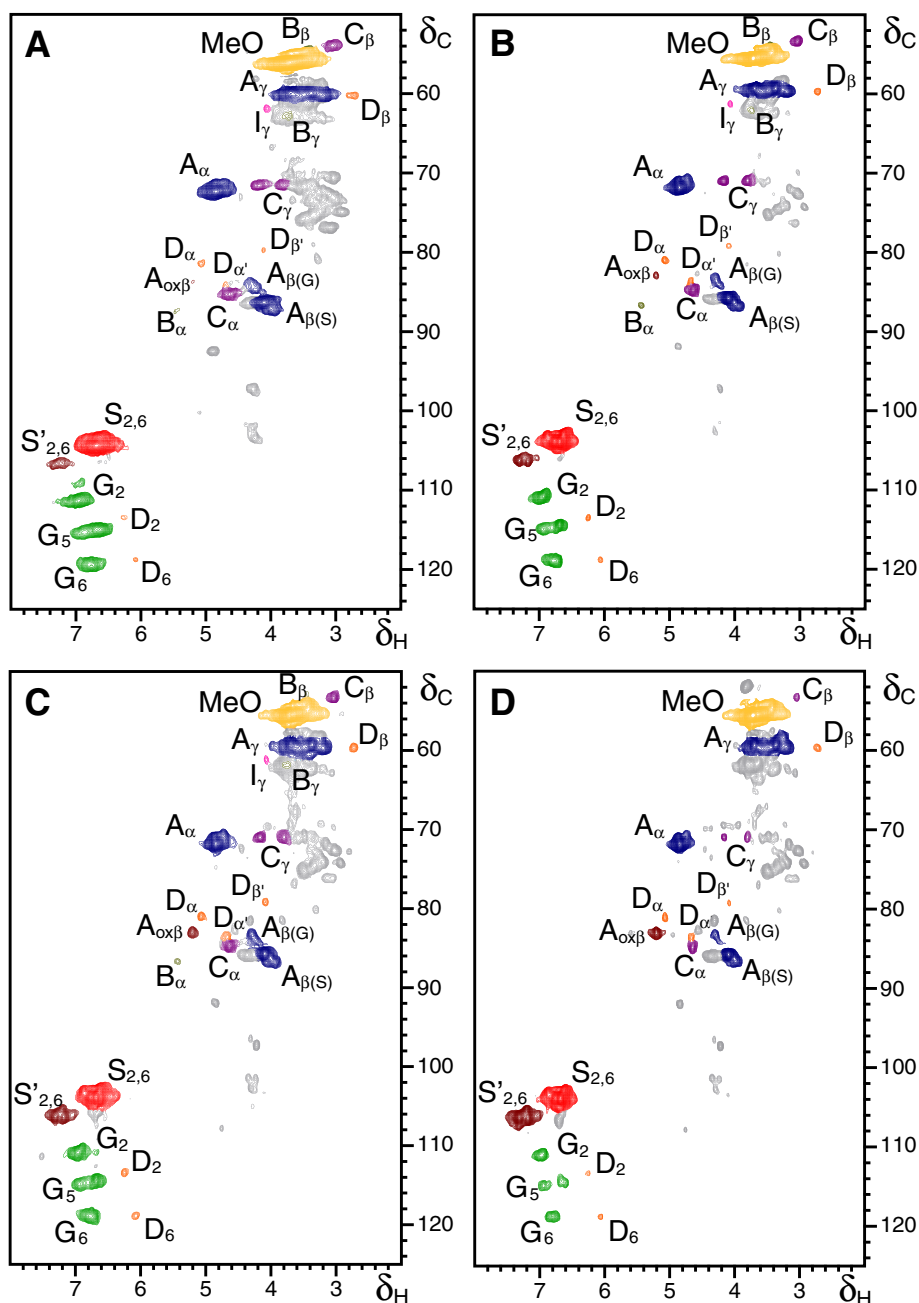 A
MeO
Bβ
Cβ
δC
Aγ
Iγ
Bγ
Dβ
60
Aα
70
Cγ
Dβ'
80
Dα
Dα'
Aβ(G)
Aoxβ
Bα
Cα
Aβ(S)
90
100
S2,6
S'2,6
G2
110
G5
D2
G6
D6
120
7 6 5 4 3
δH
B
MeO
Bβ
Cβ
δC
Aγ
Iγ
Bγ
Dβ
60
Aα
70
Cγ
Dβ'
80
Dα
Dα'
Aβ(G)
Aoxβ
Bα
Cα
Aβ(S)
90
100
S2,6
S'2,6
G2
110
G5
D2
G6
D6
120
7 6 5 4 3
δH
C
MeO
Bβ
Cβ
δC
Aγ
Iγ
Bγ
Dβ
60
Aα
70
Cγ
Dβ'
80
Dα
Dα'
Aβ(G)
Aoxβ
Bα
Cα
Aβ(S)
90
100
S2,6
S'2,6
G2
110
G5
D2
G6
D6
120
7 6 5 4 3
δH
D
MeO
Cβ
δC
Aγ
Dβ
60
Aα
70
Cγ
Dβ'
80
Dα
Dα'
Aβ(G)
Aoxβ
Cα
Aβ(S)
90
100
S2,6
S'2,6
G2
110
G5
D2
G6
D6
120
7 6 5 4 3
δH